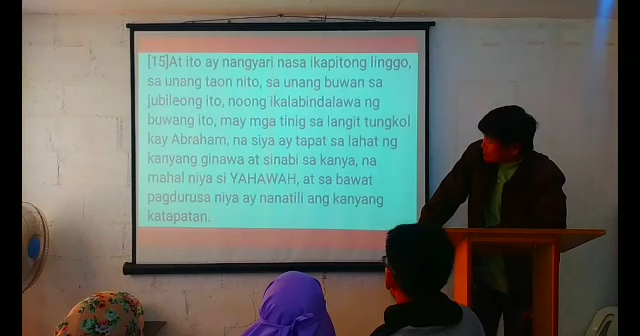 [15]At ito ay nangyari nasa ikapitong linggo,
sa unang taon nito, sa unang buwan sa
jubileong ito, noong ikalabindalawa ng
buwang ito, may mga tinig sa langit tungkol
kay Abraham, na siya ay tapat sa lahat ng
kanyang ginawa at sinabi sa kanya, na
mahal niya si YAHAWAH, at sa bawat
pagdurusa niya ay nanatili ang kanyang
katapatan.